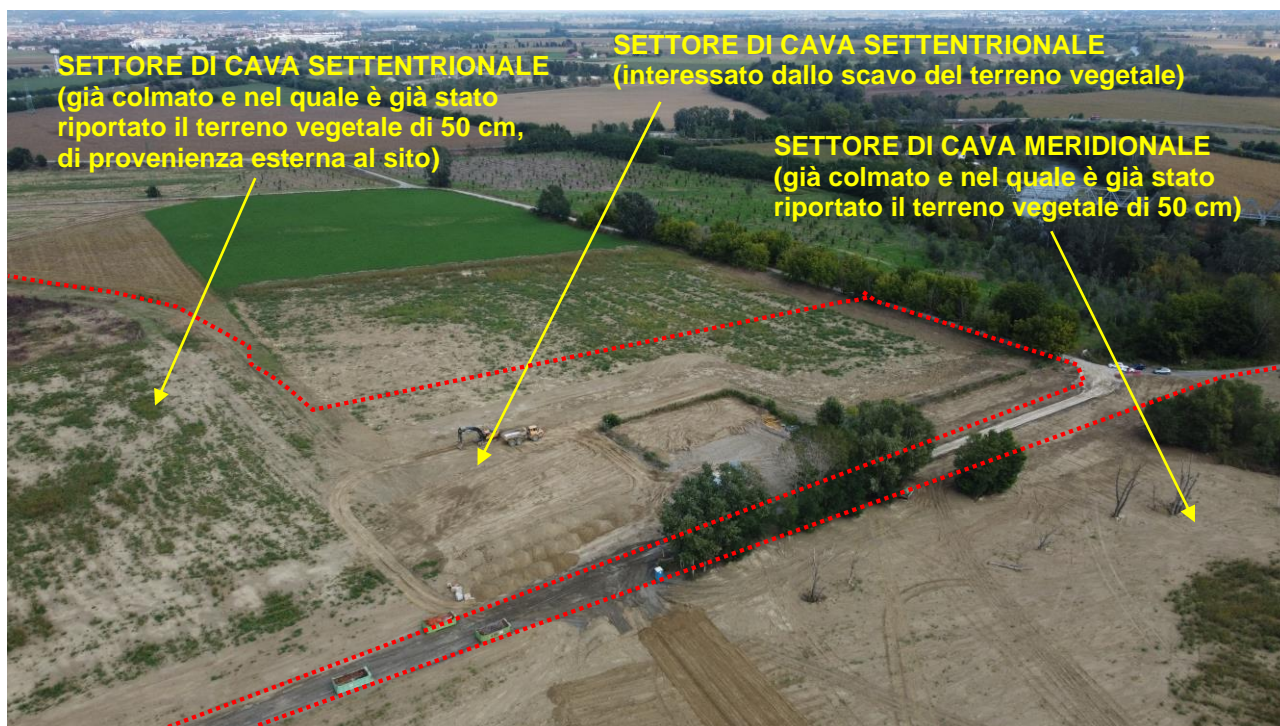 SETTORE DI CAVA SETTENTRIONALE
(già colmato e nel quale è già stato
riportato il terreno vegetale di 50 cm,
di provenienza esterna al sito)
SETTORE DI CAVA SETTENTRIONALE
(interessato dallo scavo del terreno vegetale)
SETTORE DI CAVA MERIDIONALE
(già colmato e nel quale è già stato
riportato il terreno vegetale di 50 cm)